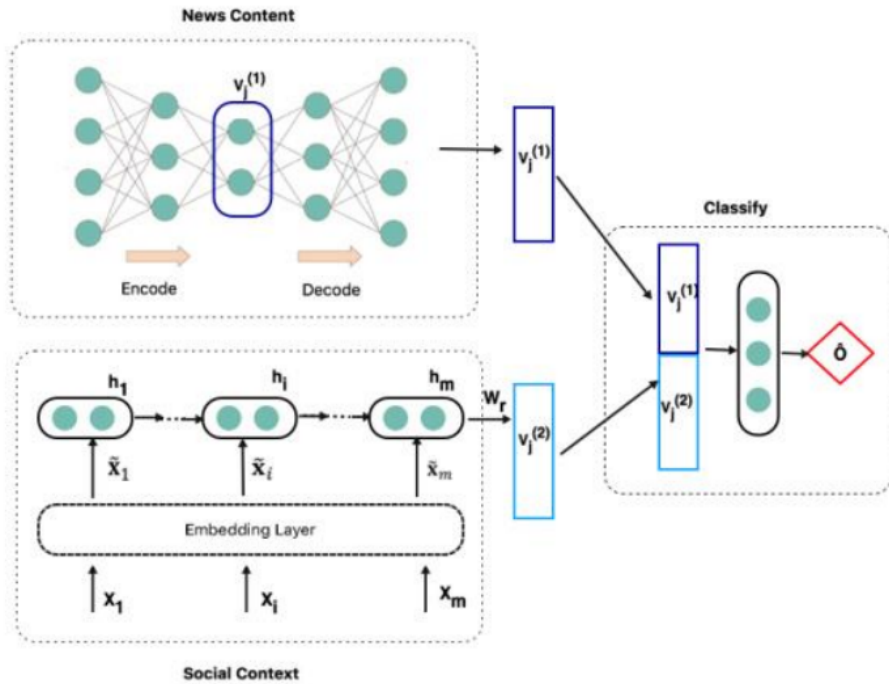 News Content
v_j^(1)
Encode
Decode
v_j^(1)
Classify
v_j^(1)
v_j^(2)
Ô
h_1
h_i
h_m
W_r
v_j^(2)
x̃_1
x̃_i
x̃_m
Embedding Layer
X_1
X_i
X_m
Social Context